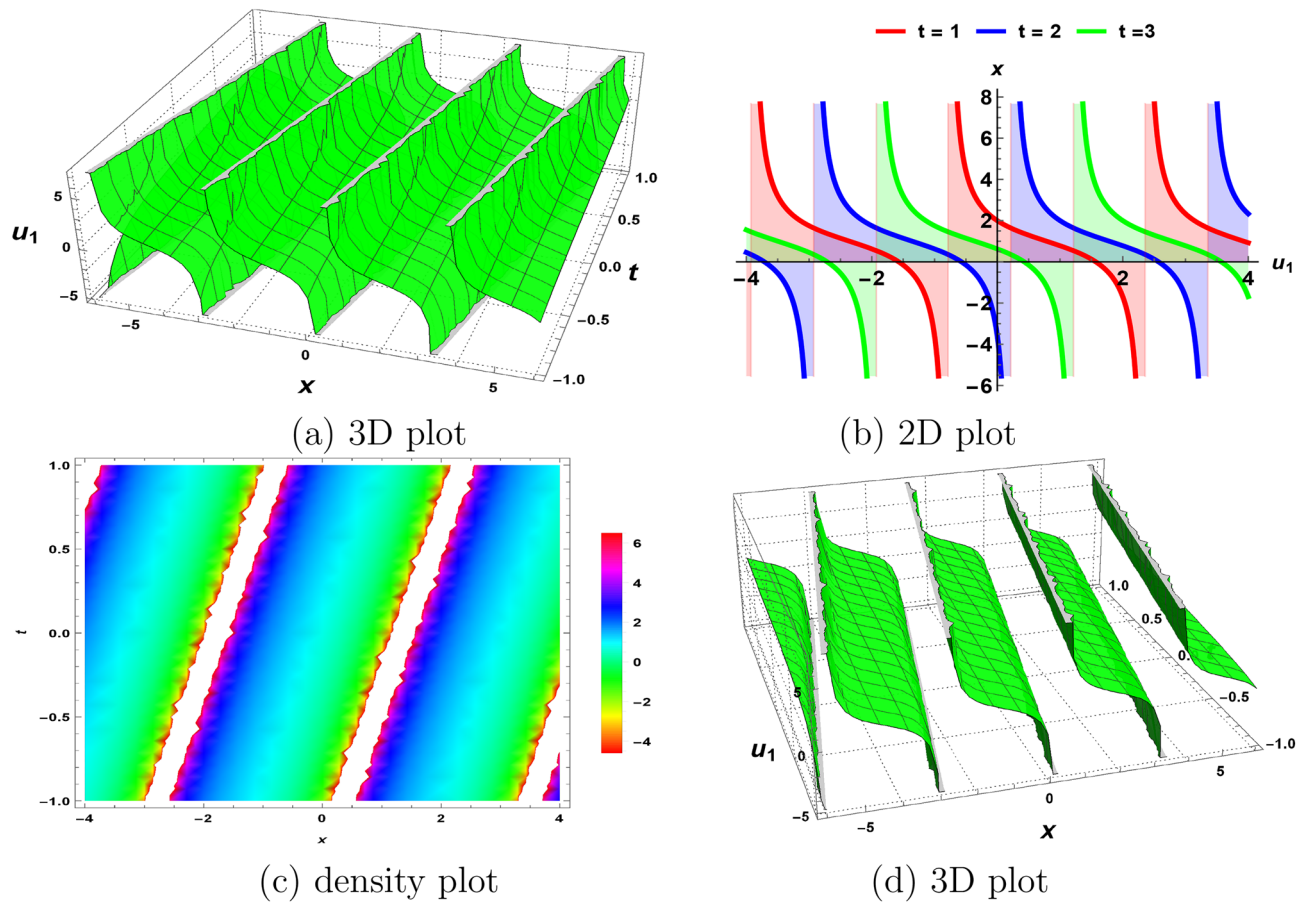 t = 1 t = 2 t =3
x
8
6
4
2
-4 -2 2 4 u₁
-2
-4
-6
5
u₁ 0
-5
-5 0 5
x
1.0
0.5
0.0
t
-0.5
-1.0
(a) 3D plot (b) 2D plot
1.0
0.5
0.0
-0.5
-1.0
t
-4 -2 0 2 4
x
6
4
2
0
-2
-4
5
u₁ 0
-5
-5 0 5
x
1.0
0.5
0.
-0.5
-1.0
(c) density plot (d) 3D plot